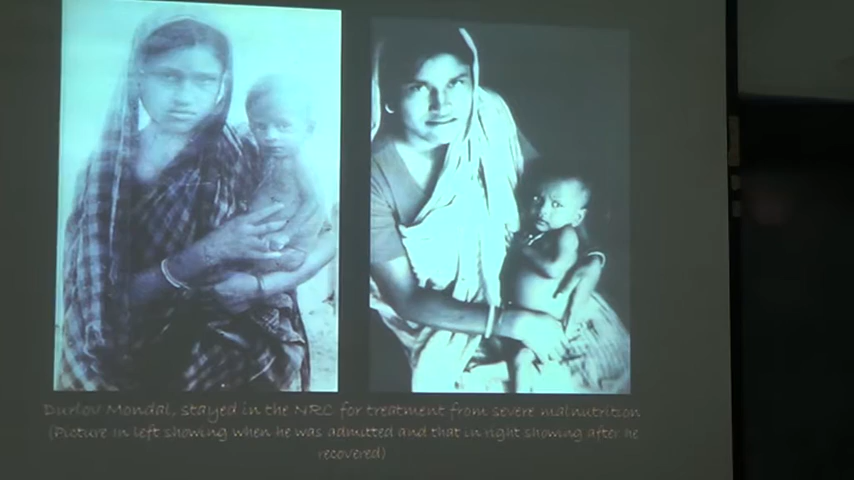 Durlov Mondal, stayed in the NRC for treatment from severe malnutrition
(Picture in left showing when he was admitted and that in right showing after he
recovered)